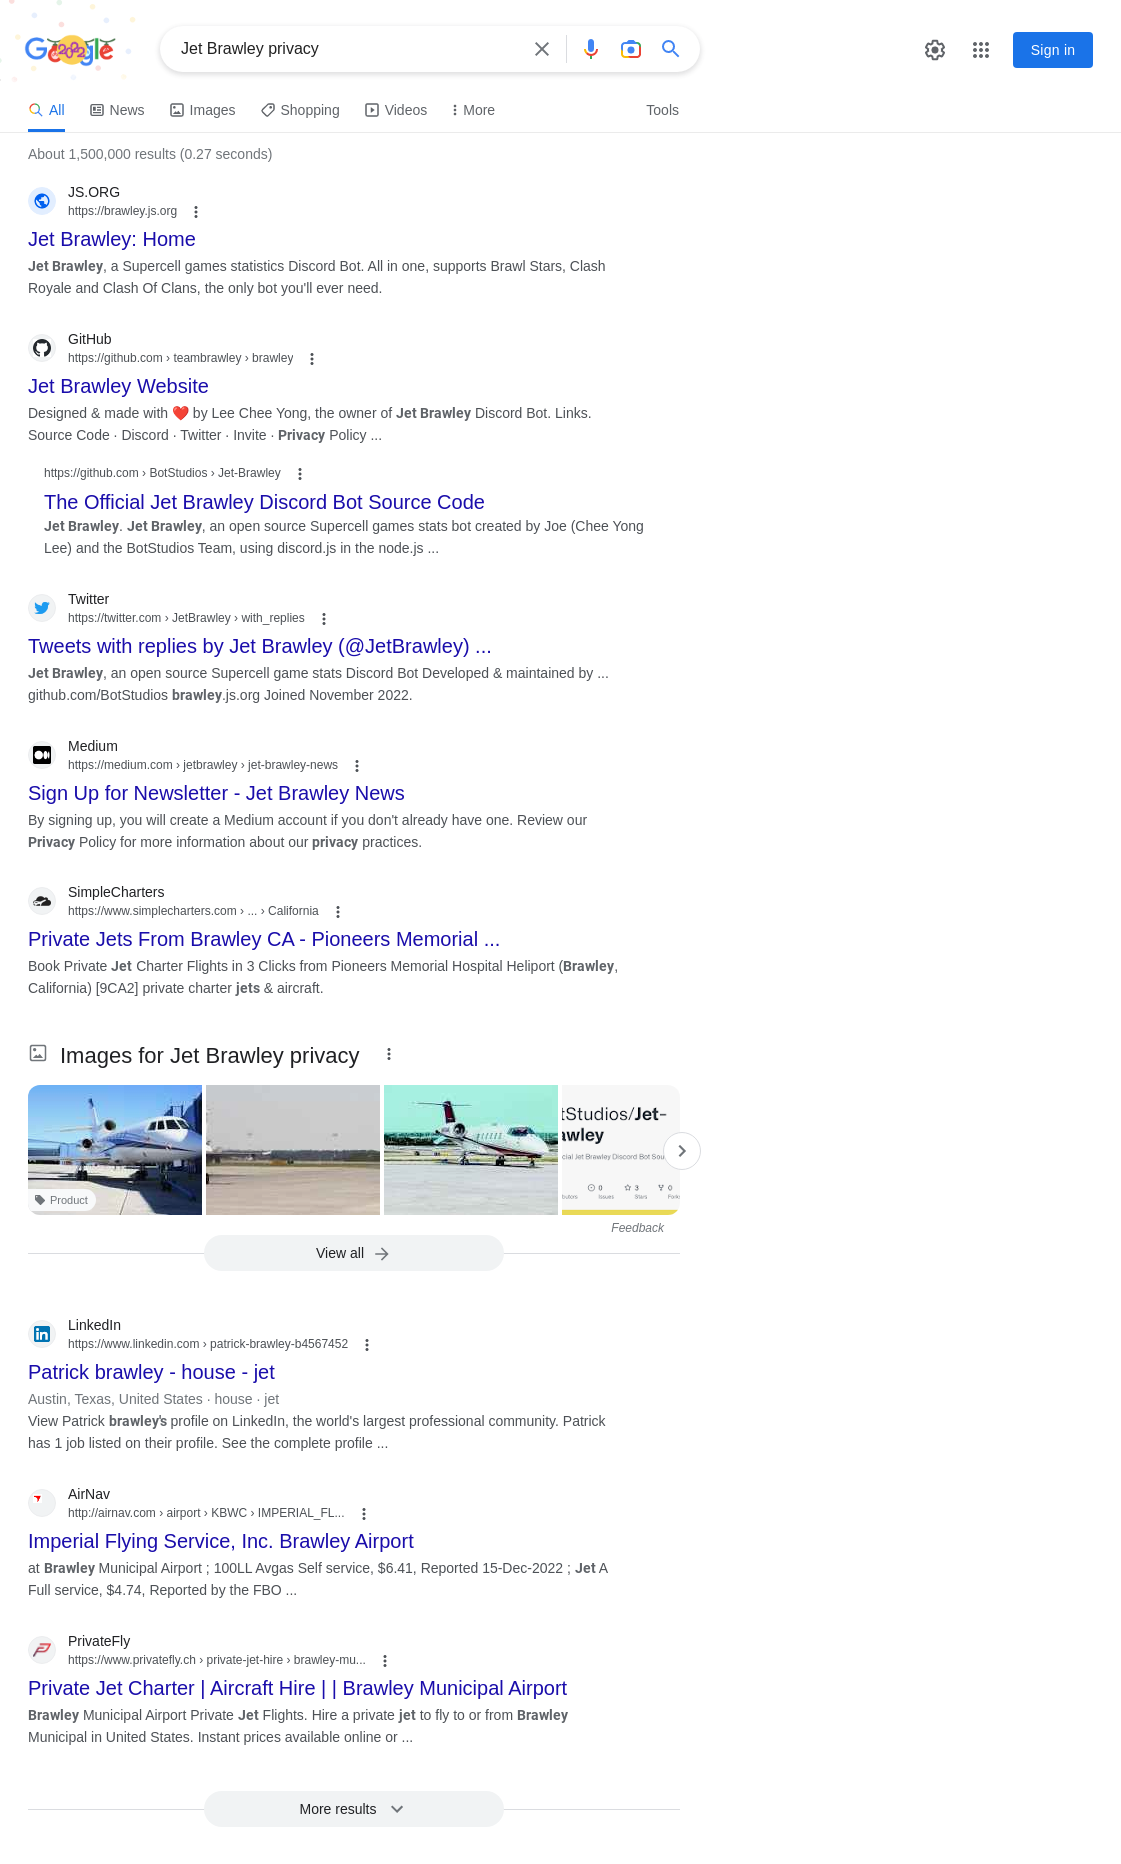 Google
2022
Jet Brawley privacy
Sign in
All
News
Images
Shopping
Videos
More
Tools
About 1,500,000 results (0.27 seconds)
JS.ORG
https://brawley.js.org
Jet Brawley: Home
Jet Brawley, a Supercell games statistics Discord Bot. All in one, supports Brawl Stars, Clash
Royale and Clash Of Clans, the only bot you'll ever need.
GitHub
https://github.com › teambrawley › brawley
Jet Brawley Website
Designed & made with ❤️ by Lee Chee Yong, the owner of Jet Brawley Discord Bot. Links.
Source Code · Discord · Twitter · Invite · Privacy Policy ...
https://github.com › BotStudios › Jet-Brawley
The Official Jet Brawley Discord Bot Source Code
Jet Brawley. Jet Brawley, an open source Supercell games stats bot created by Joe (Chee Yong
Lee) and the BotStudios Team, using discord.js in the node.js ...
Twitter
https://twitter.com › JetBrawley › with_replies
Tweets with replies by Jet Brawley (@JetBrawley) ...
Jet Brawley, an open source Supercell game stats Discord Bot Developed & maintained by ...
github.com/BotStudios brawley.js.org Joined November 2022.
Medium
https://medium.com › jetbrawley › jet-brawley-news
Sign Up for Newsletter - Jet Brawley News
By signing up, you will create a Medium account if you don't already have one. Review our
Privacy Policy for more information about our privacy practices.
SimpleCharters
https://www.simplecharters.com › ... › California
Private Jets From Brawley CA - Pioneers Memorial ...
Book Private Jet Charter Flights in 3 Clicks from Pioneers Memorial Hospital Heliport (Brawley,
California) [9CA2] private charter jets & aircraft.
Images for Jet Brawley privacy
tStudios/Jet-
awley
cial Jet Brawley Discord Bot Sou
0 3 0
butors Issues Stars Forks
Product
Feedback
View all
LinkedIn
https://www.linkedin.com › patrick-brawley-b4567452
Patrick brawley - house - jet
Austin, Texas, United States · house · jet
View Patrick brawley's profile on LinkedIn, the world's largest professional community. Patrick
has 1 job listed on their profile. See the complete profile ...
AirNav
http://airnav.com › airport › KBWC › IMPERIAL_FL...
Imperial Flying Service, Inc. Brawley Airport
at Brawley Municipal Airport ; 100LL Avgas Self service, $6.41, Reported 15-Dec-2022 ; Jet A
Full service, $4.74, Reported by the FBO ...
PrivateFly
https://www.privatefly.ch › private-jet-hire › brawley-mu...
Private Jet Charter | Aircraft Hire | | Brawley Municipal Airport
Brawley Municipal Airport Private Jet Flights. Hire a private jet to fly to or from Brawley
Municipal in United States. Instant prices available online or ...
More results